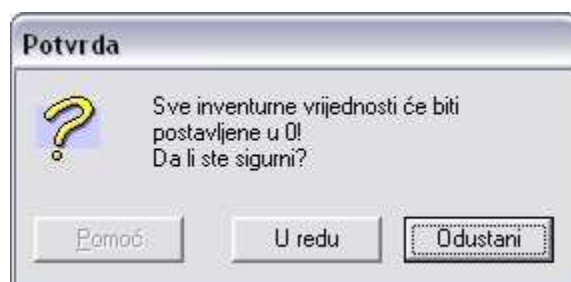 Potvrda
Sve inventurne vrijednosti će biti
postavljene u 0!
Da li ste sigurni?
Pomoć
U redu
Odustani